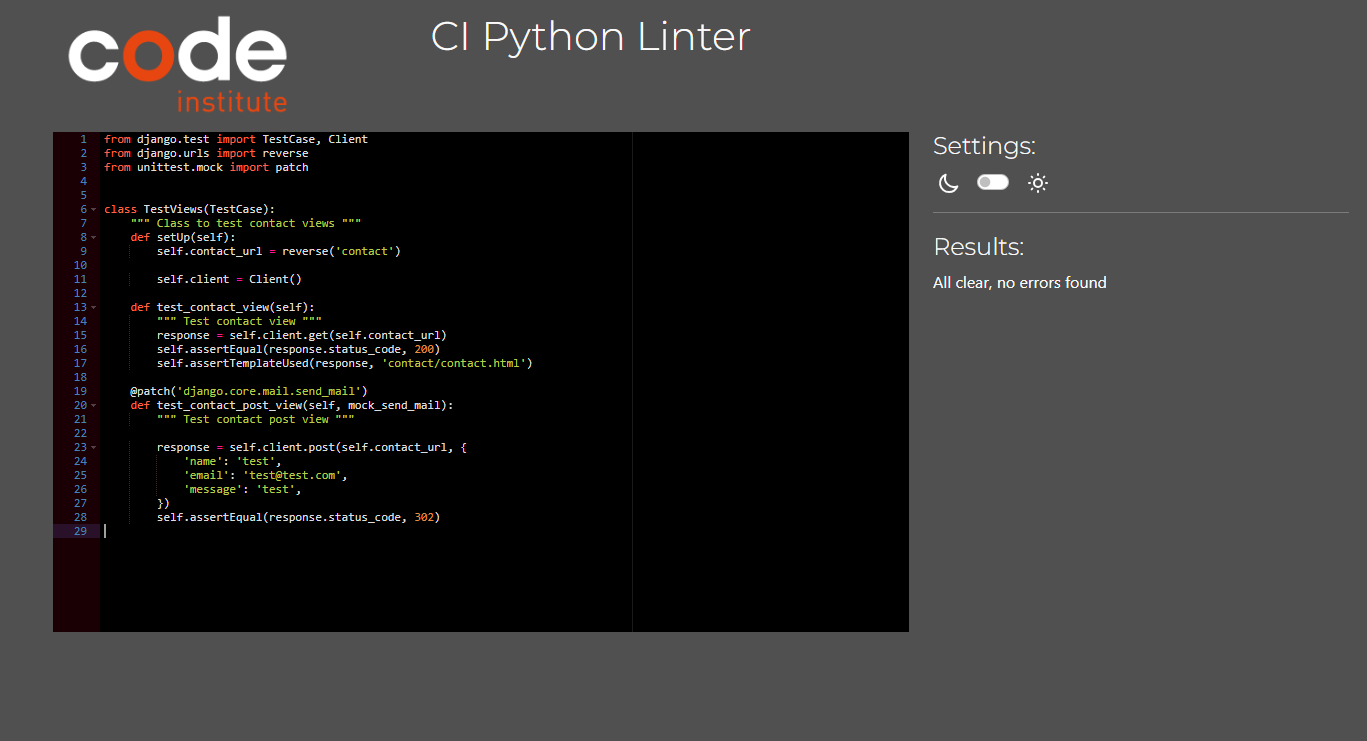 code
institute
CI Python Linter
1 from django.test import TestCase, Client
2 from django.urls import reverse
3 from unittest.mock import patch
4
5
6 class TestViews(TestCase):
7     """ Class to test contact views """
8     def setUp(self):
9         self.contact_url = reverse('contact')
10
11         self.client = Client()
12
13     def test_contact_view(self):
14         """ Test contact view """
15         response = self.client.get(self.contact_url)
16         self.assertEqual(response.status_code, 200)
17         self.assertTemplateUsed(response, 'contact/contact.html')
18
19     @patch('django.core.mail.send_mail')
20     def test_contact_post_view(self, mock_send_mail):
21         """ Test contact post view """
22
23         response = self.client.post(self.contact_url, {
24             'name': 'test',
25             'email': 'test@test.com',
26             'message': 'test',
27         })
28         self.assertEqual(response.status_code, 302)
29
Settings:
Results:
All clear, no errors found